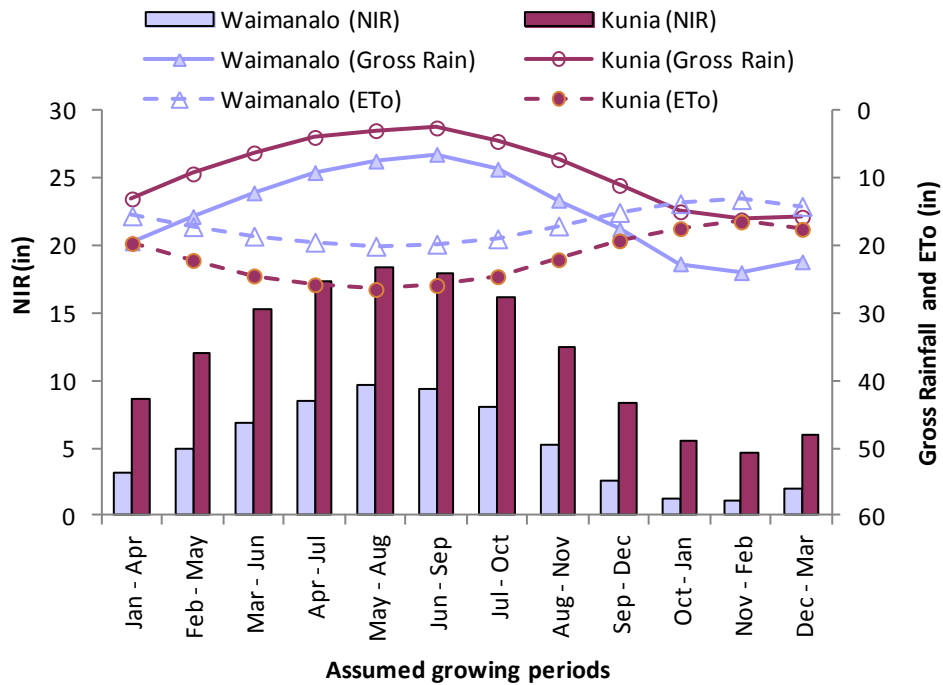 Waimanalo (NIR) Kunia (NIR)
Waimanalo (Gross Rain) Kunia (Gross Rain)
Waimanalo (ETo) Kunia (ETo)
30 0
25 10
20 20
15 30
10 40
5 50
0 60
NIR (in)
Gross Rainfall and ETo (in)
Jan - Apr
Feb - May
Mar - Jun
Apr - Jul
May - Aug
Jun - Sep
Jul - Oct
Aug - Nov
Sep - Dec
Oct - Jan
Nov - Feb
Dec - Mar
Assumed growing periods